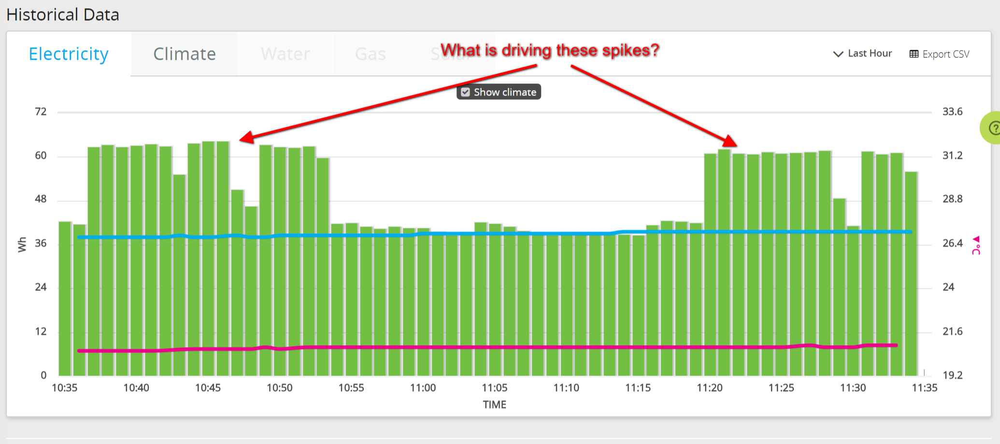 Historical Data
Electricity
Climate
Water
Gas
Solar
What is driving these spikes?
Last Hour
Export CSV
Show climate
72
60
48
36
24
12
0
Wh
33.6
31.2
28.8
26.4
24
21.6
19.2
°C
?
10:35 10:40 10:45 10:50 10:55 11:00 11:05 11:10 11:15 11:20 11:25 11:30 11:35
TIME